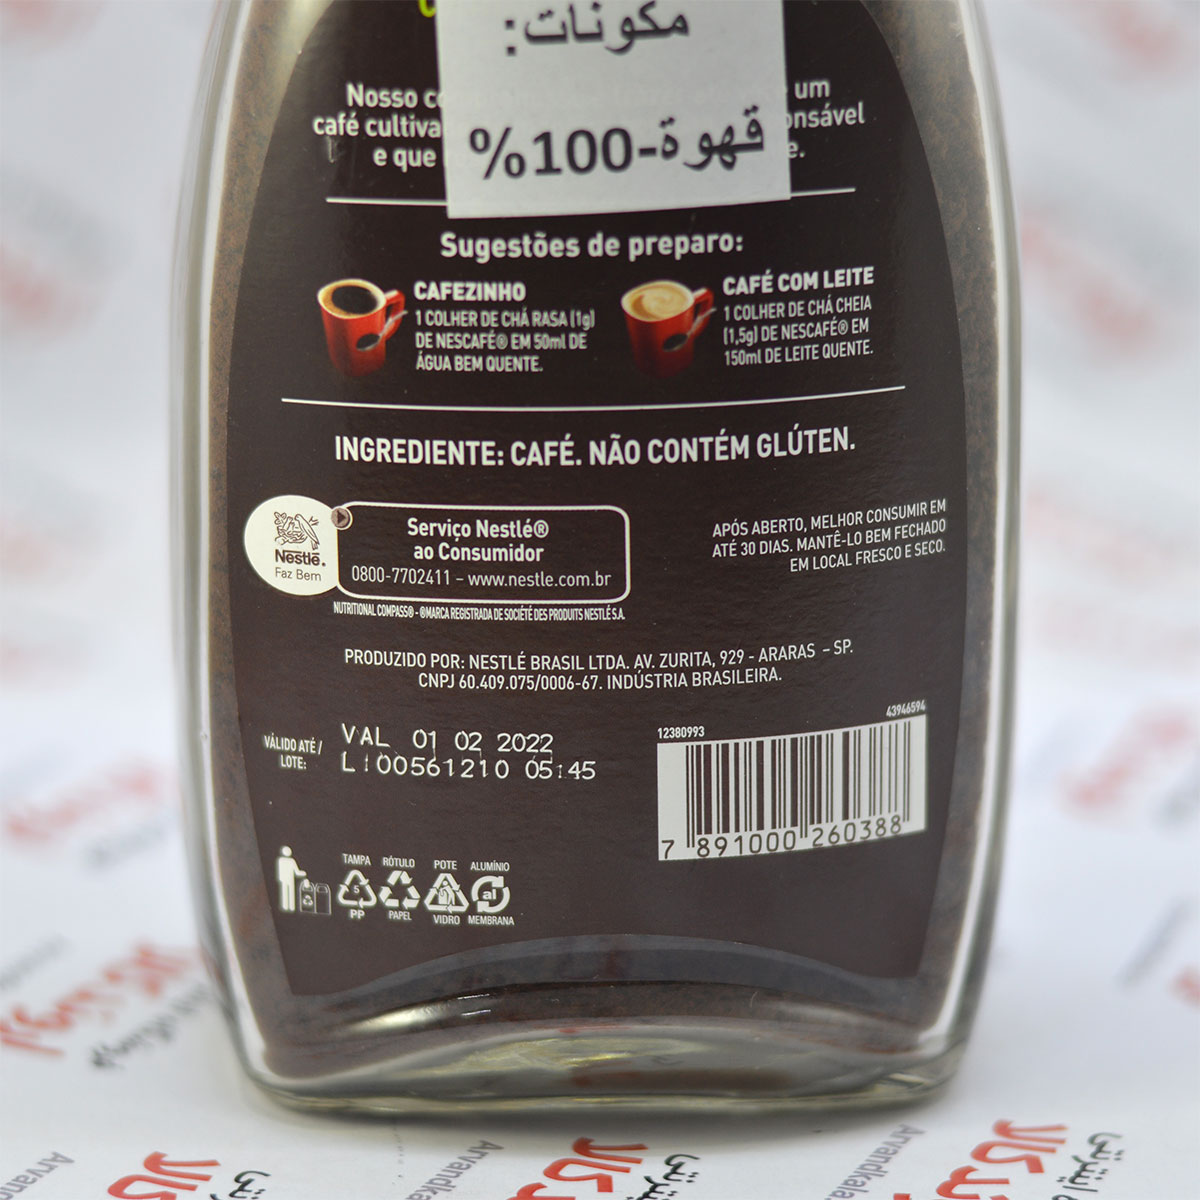 مكونات:
قهوة-100%
Nosso um
café
e que
Sugestões de preparo:
CAFEZINHO
1 COLHER DE CHÁ RASA (1g)
DE NESCAFÉ® EM 50ml DE
ÁGUA BEM QUENTE.
CAFÉ COM LEITE
1 COLHER DE CHÁ CHEIA
(1,5g) DE NESCAFÉ® EM
150ml DE LEITE QUENTE.
INGREDIENTE: CAFÉ. NÃO CONTÉM GLÚTEN.
Nestlé.
Faz Bem
Serviço Nestlé®
ao Consumidor
0800-7702411 – www.nestle.com.br
NUTRITIONAL COMPASS® - ®MARCA REGISTRADA DE SOCIÉTÉ DES PRODUITS NESTLÉ S.A.
APÓS ABERTO, MELHOR CONSUMIR EM
ATÉ 30 DIAS. MANTÊ-LO BEM FECHADO
EM LOCAL FRESCO E SECO.
PRODUZIDO POR: NESTLÉ BRASIL LTDA. AV. ZURITA, 929 - ARARAS – SP.
CNPJ 60.409.075/0006-67. INDÚSTRIA BRASILEIRA.
VÁLIDO ATÉ /
LOTE:
VAL 01 02 2022
L:00561210 05:45
12380993
43946594
7 891000 260388
TAMPA
5
PP
RÓTULO
PAPEL
POTE
VIDRO
ALUMÍNIO
al
MEMBRANA